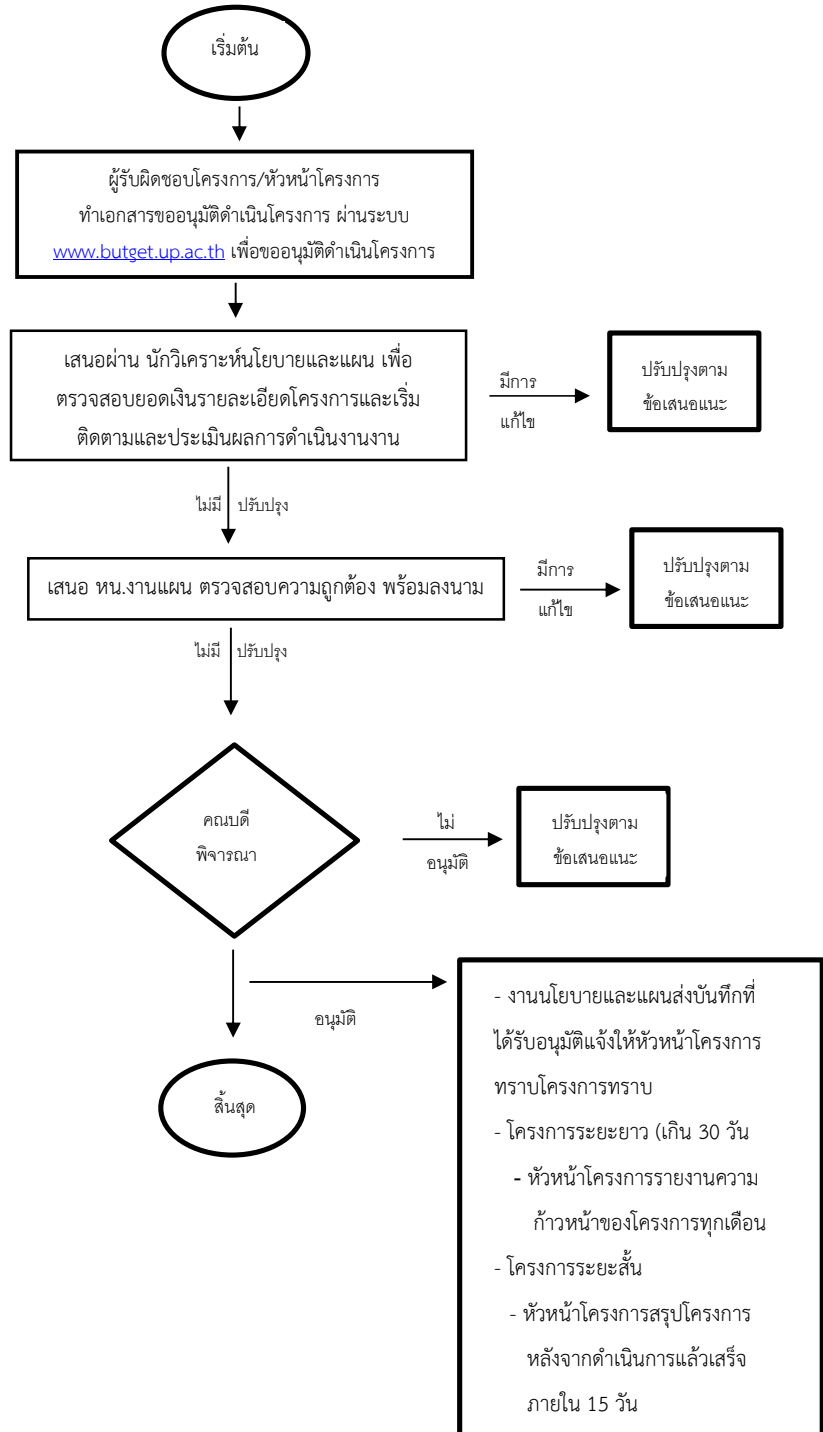 เริ่มต้น
ผู้รับผิดชอบโครงการ/หัวหน้าโครงการ
ทำเอกสารขออนุมัติดำเนินโครงการ ผ่านระบบ
www.butget.up.ac.th เพื่อขออนุมัติดำเนินโครงการ
เสนอผ่าน นักวิเคราะห์นโยบายและแผน เพื่อ
ตรวจสอบยอดเงินรายละเอียดโครงการและเริ่ม
ติดตามและประเมินผลการดำเนินงานงาน
มีการ
แก้ไข
ปรับปรุงตาม
ข้อเสนอแนะ
ไม่มี ปรับปรุง
เสนอ หน.งานแผน ตรวจสอบความถูกต้อง พร้อมลงนาม
มีการ
แก้ไข
ปรับปรุงตาม
ข้อเสนอแนะ
ไม่มี ปรับปรุง
คณบดี
พิจารณา
ไม่
อนุมัติ
ปรับปรุงตาม
ข้อเสนอแนะ
อนุมัติ
สิ้นสุด
- งานนโยบายและแผนส่งบันทึกที่
ได้รับอนุมัติแจ้งให้หัวหน้าโครงการ
ทราบโครงการทราบ
- โครงการระยะยาว (เกิน 30 วัน
- หัวหน้าโครงการรายงานความ
ก้าวหน้าของโครงการทุกเดือน
- โครงการระยะสั้น
- หัวหน้าโครงการสรุปโครงการ
หลังจากดำเนินการแล้วเสร็จ
ภายใน 15 วัน